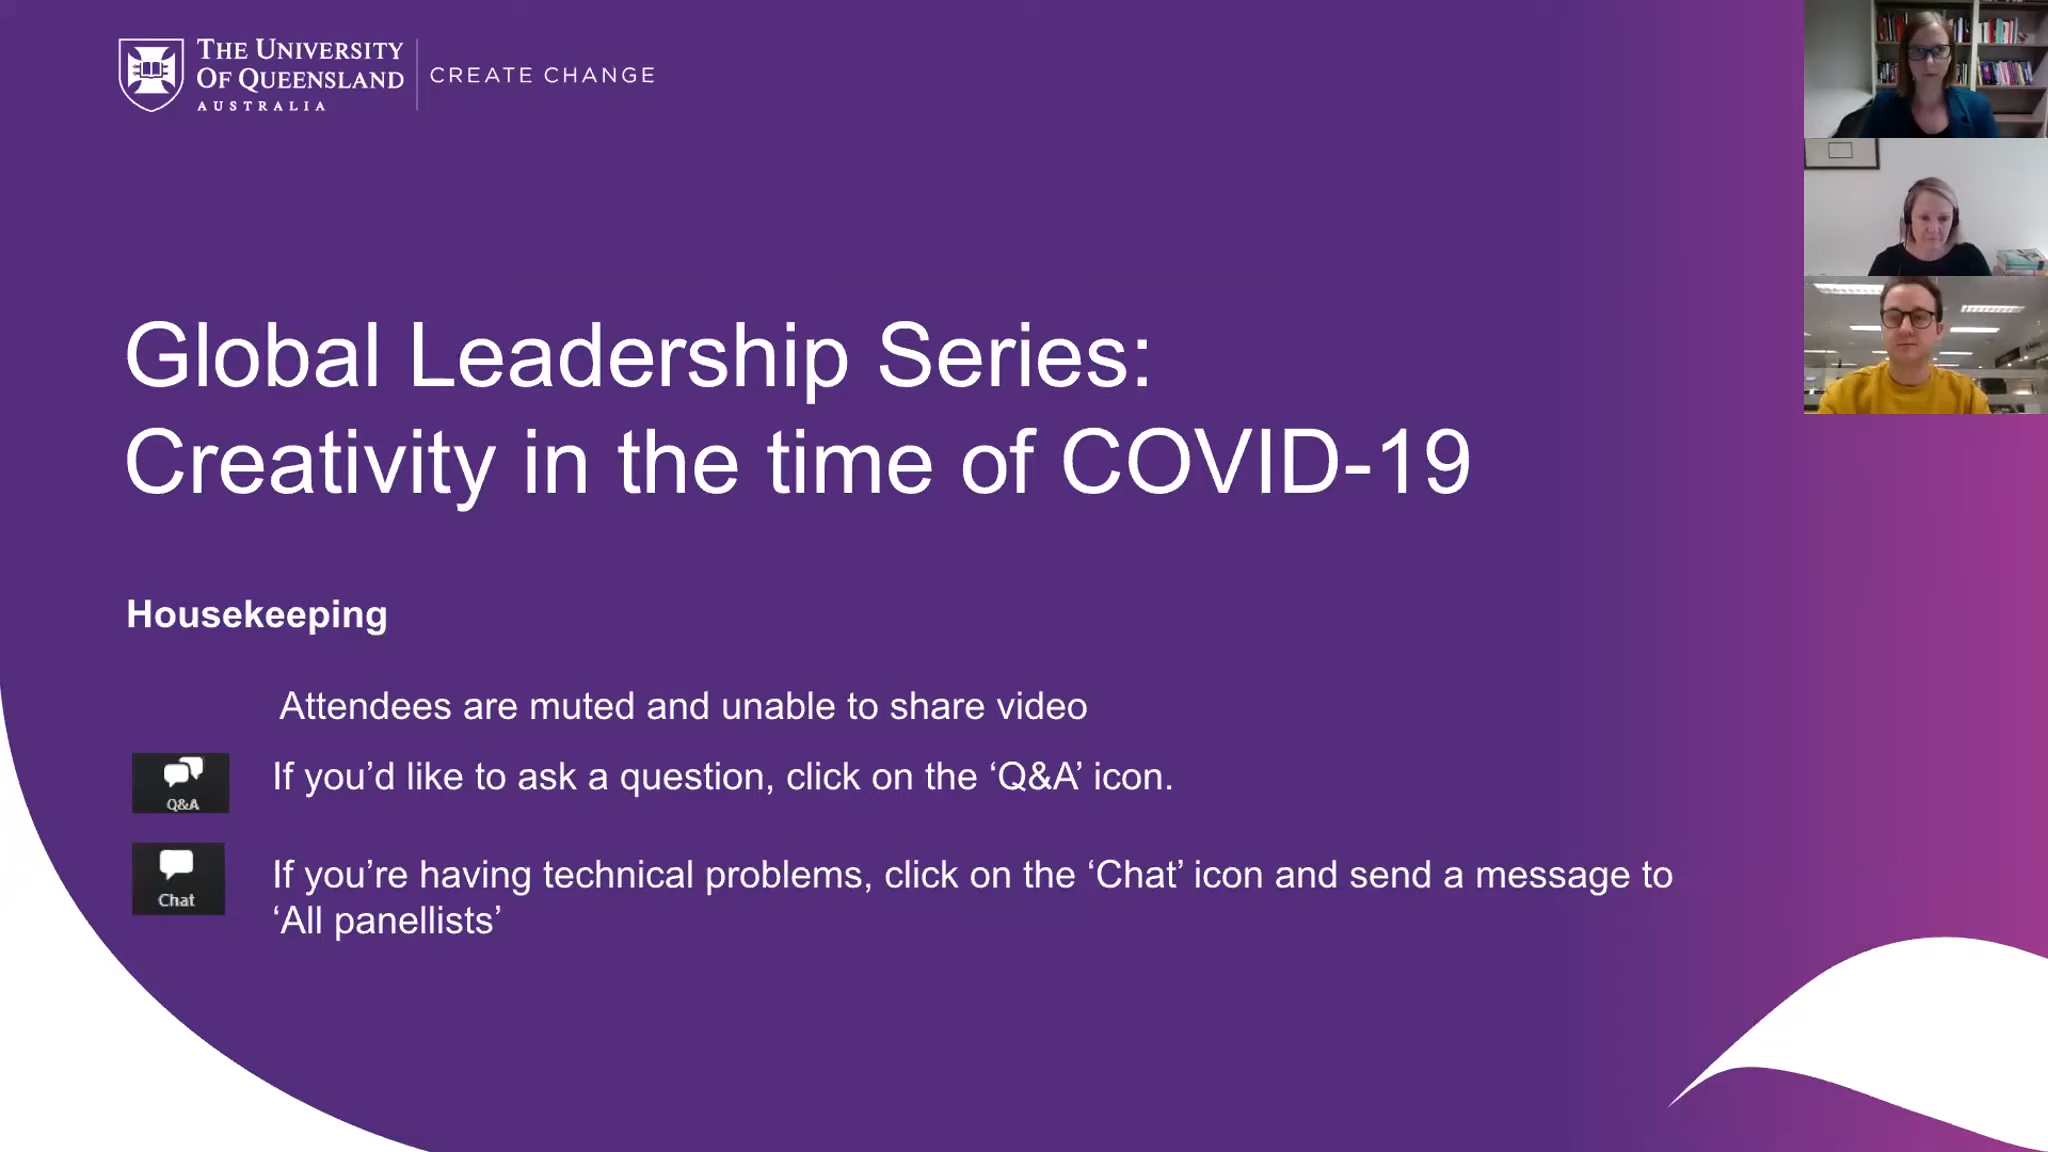 THE UNIVERSITY
OF QUEENSLAND
AUSTRALIA
CREATE CHANGE
Global Leadership Series:
Creativity in the time of COVID-19
Housekeeping
Attendees are muted and unable to share video
Q&A
If you’d like to ask a question, click on the ‘Q&A’ icon.
Chat
If you’re having technical problems, click on the ‘Chat’ icon and send a message to
‘All panellists’